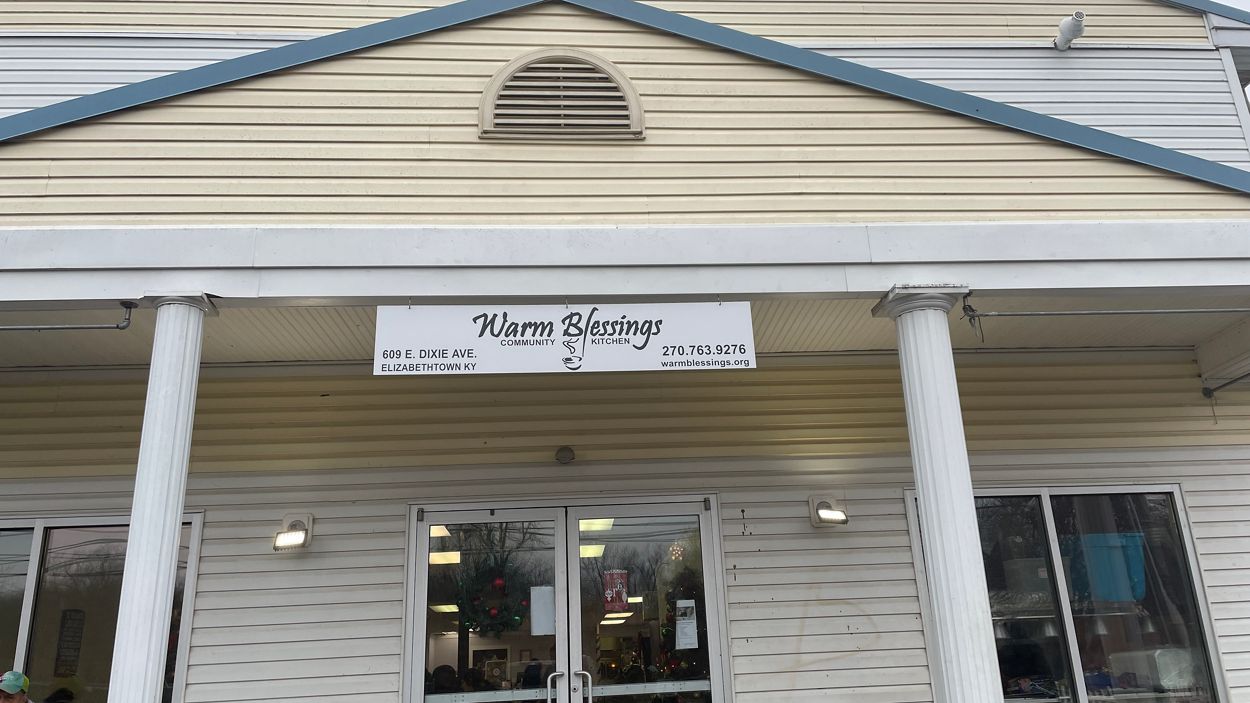 Warm Blessings
COMMUNITY KITCHEN
609 E. DIXIE AVE.
ELIZABETHTOWN KY
270.763.9276
warmblessings.org